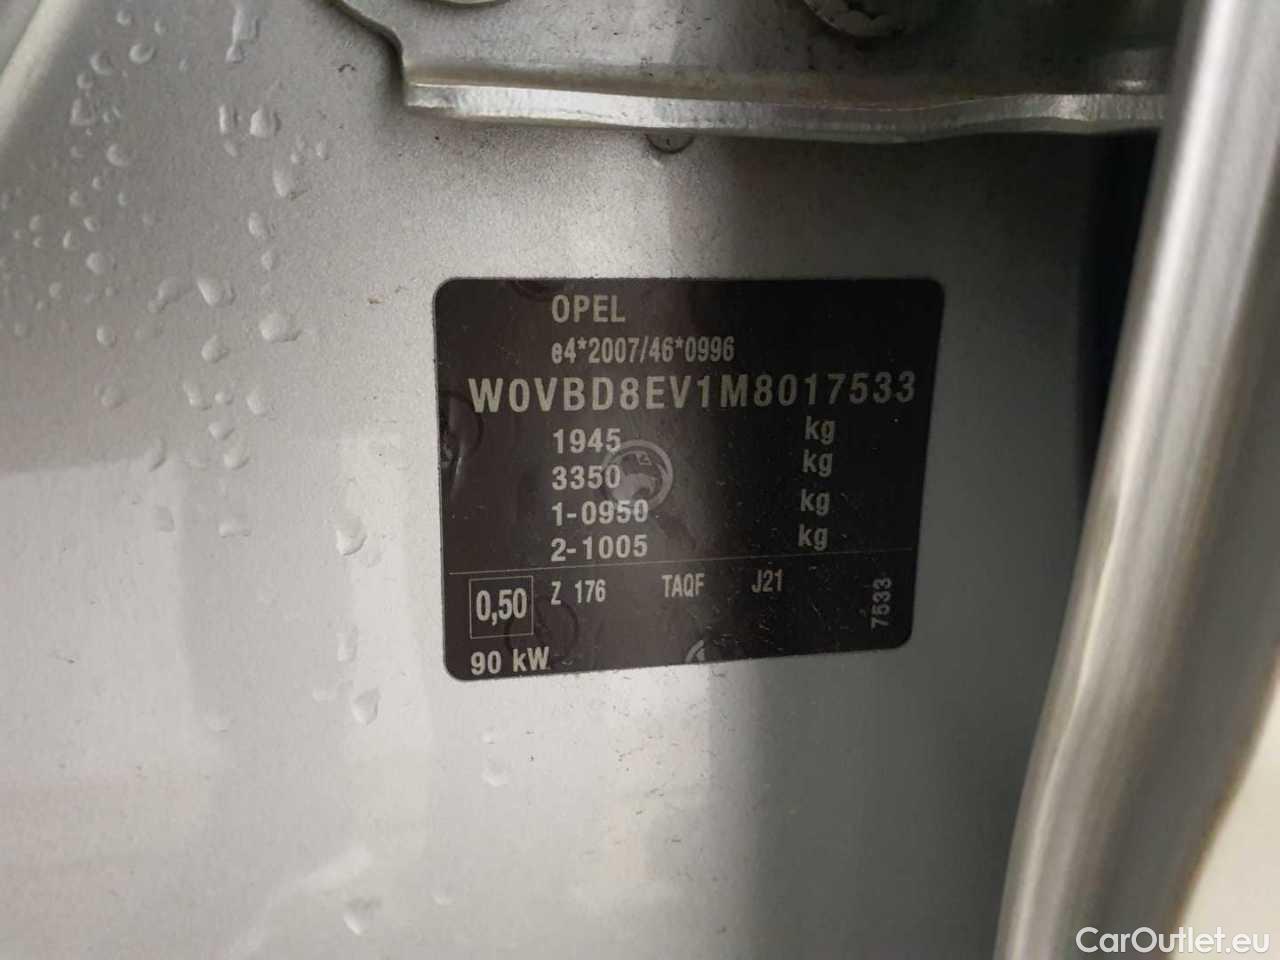 OPEL
e4*2007/46*0996
W0VBD8EV1M8017533
1945 kg
3350 kg
1-0950 kg
2-1005 kg
0,50 Z 176 TAQF J21
7533
90 kW
CarOutlet.eu